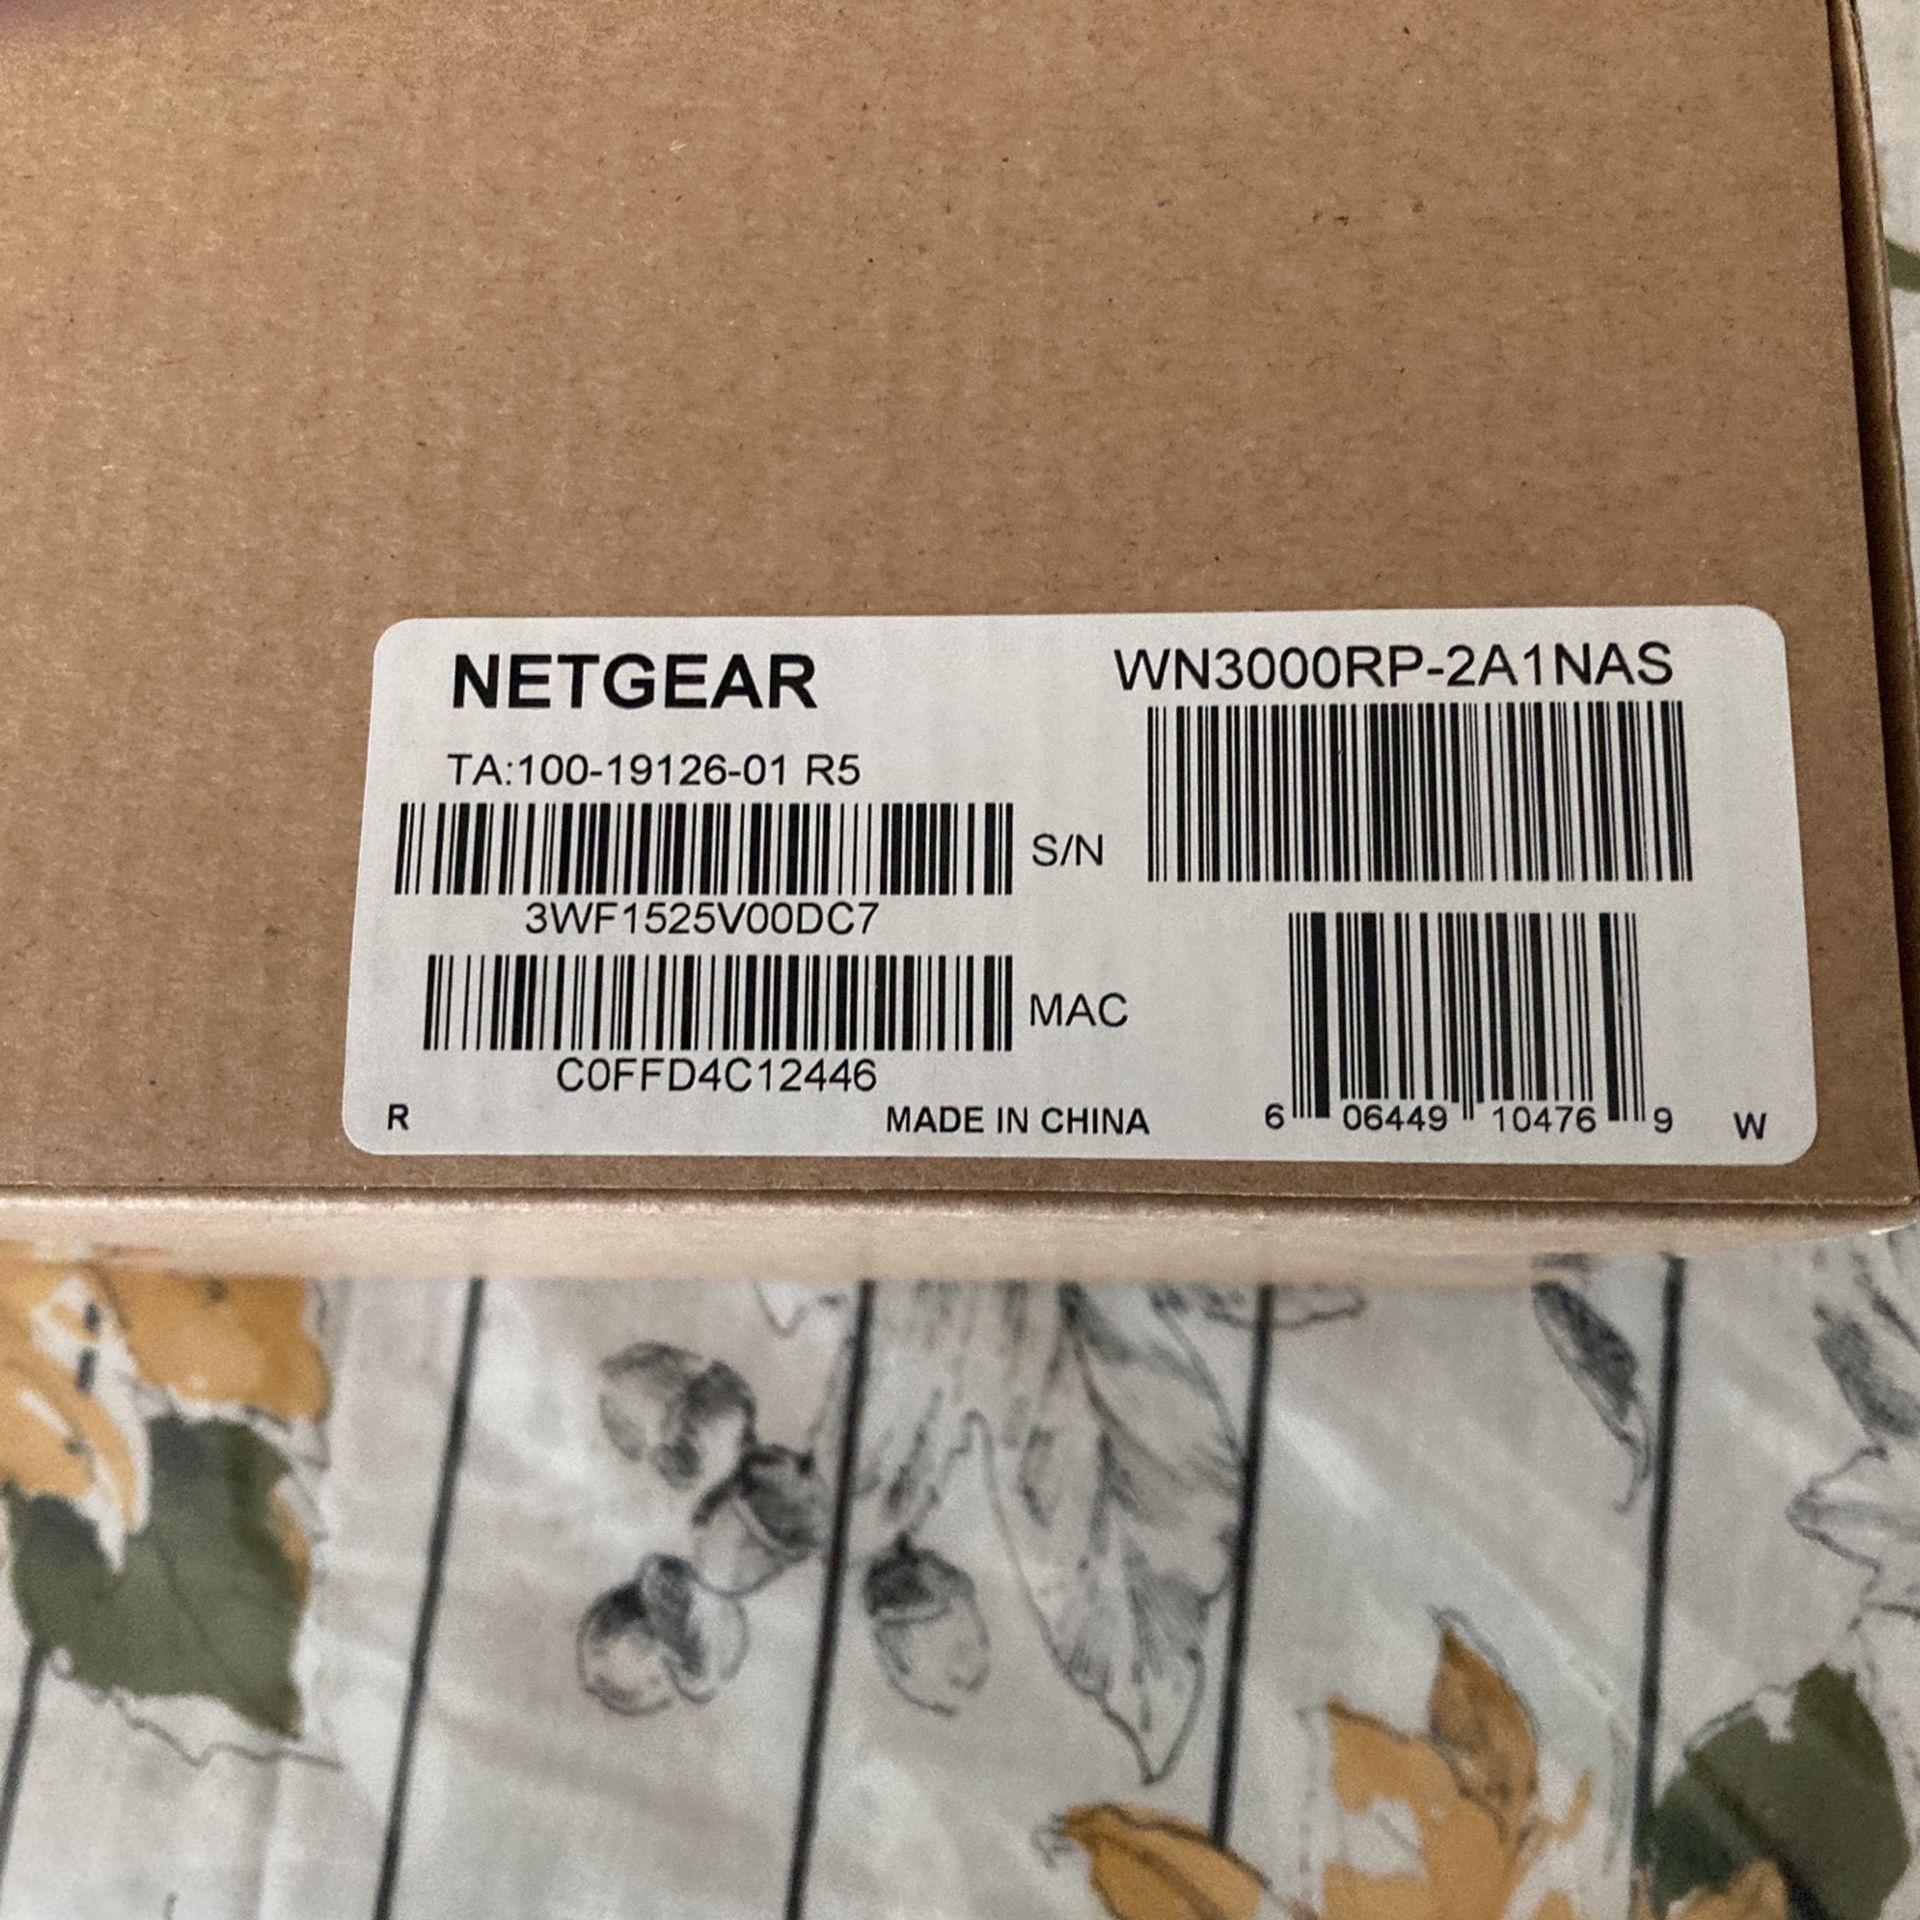 NETGEAR
WN3000RP-2A1NAS
TA:100-19126-01 R5
S/N
3WF1525V00DC7
MAC
C0FFD4C12446
R
MADE IN CHINA
6 06449 10476 9
W